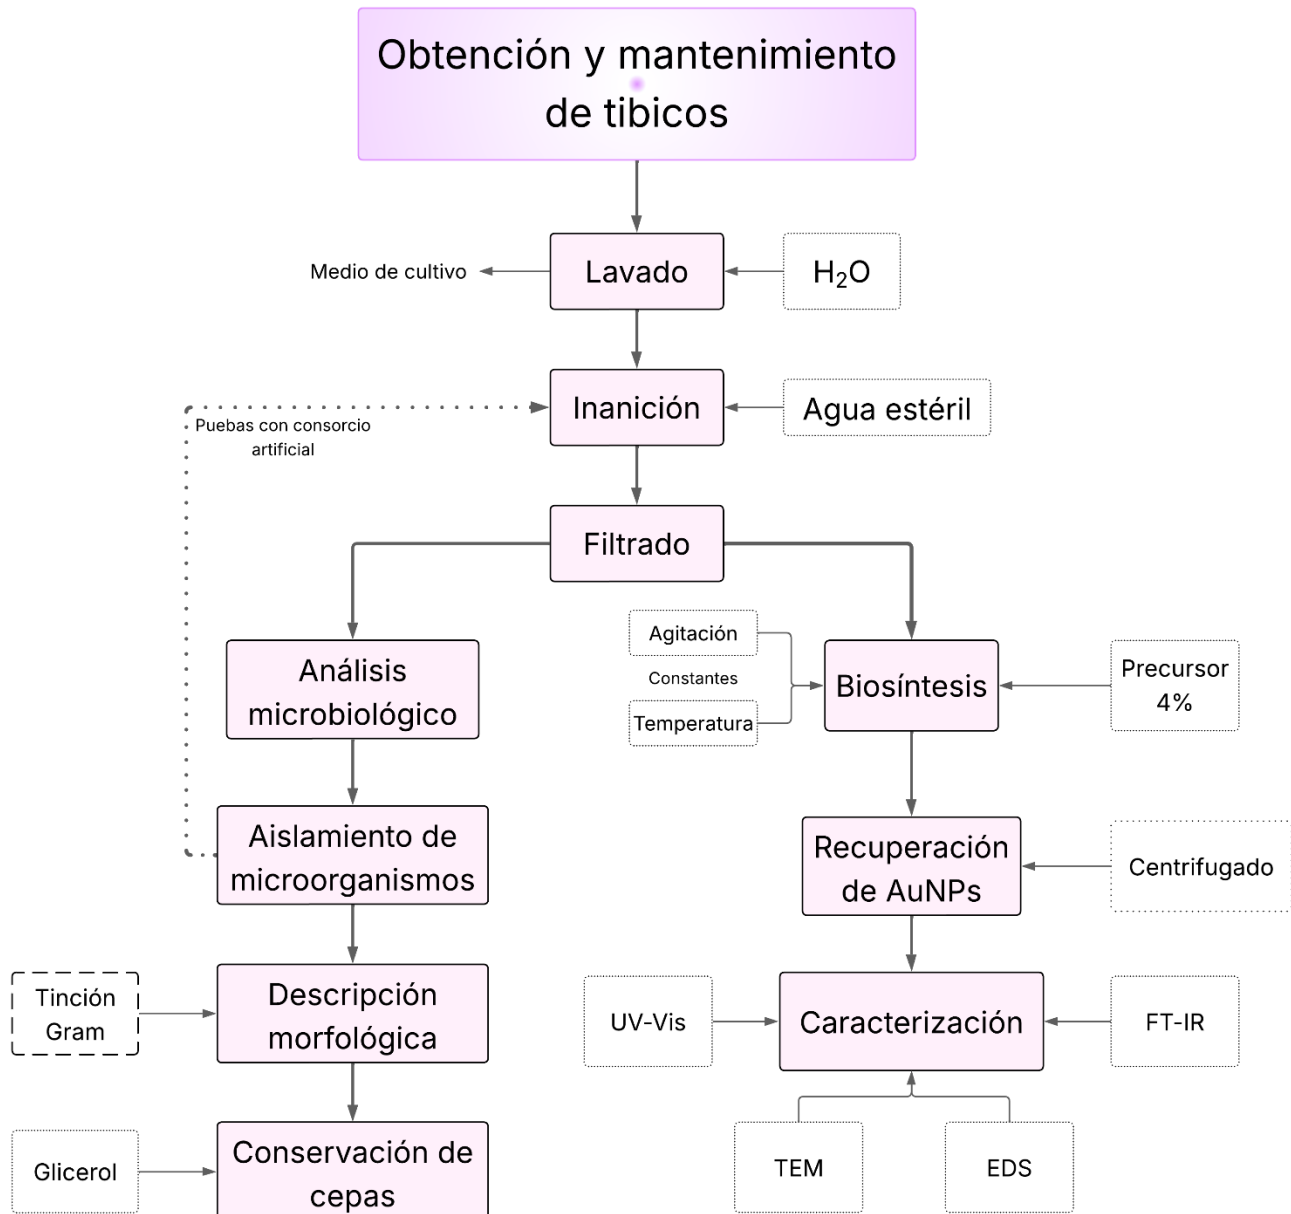 Obtención y mantenimiento
de tibicos
Medio de cultivo
Lavado
H₂O
Inanición
Agua estéril
Puebas con consorcio
artificial
Filtrado
Análisis
microbiológico
Agitación
Constantes
Temperatura
Biosíntesis
Precursor
4%
Aislamiento de
microorganismos
Recuperación
de AuNPs
Centrifugado
Tinción
Gram
Descripción
morfológica
UV-Vis
Caracterización
FT-IR
Glicerol
Conservación de
cepas
TEM
EDS